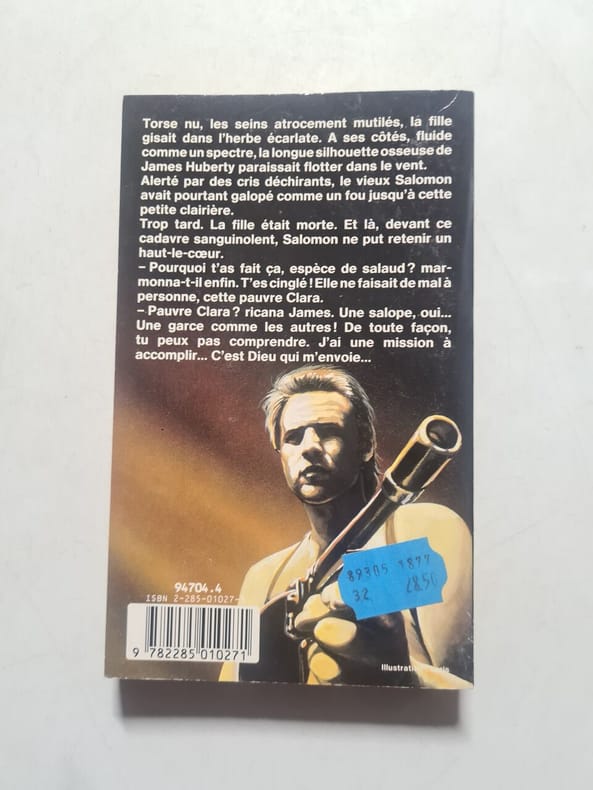 Torse nu, les seins atrocement mutilés, la fille
gisait dans l'herbe écarlate. A ses côtés, fluide
comme un spectre, la longue silhouette osseuse de
James Huberty paraissait flotter dans le vent.
Alerté par des cris déchirants, le vieux Salomon
avait pourtant galopé comme un fou jusqu'à cette
petite clairière.
Trop tard. La fille était morte. Et là, devant ce
cadavre sanguinolent, Salomon ne put retenir un
haut-le-cœur.
– Pourquoi t'as fait ça, espèce de salaud ? mar-
monna-t-il enfin. T'es cinglé ! Elle ne faisait de mal à
personne, cette pauvre Clara.
– Pauvre Clara ? ricana James. Une salope, oui...
Une garce comme les autres ! De toute façon,
tu peux pas comprendre. J'ai une mission à
accomplir... C'est Dieu qui m'envoie...
89305 1877
32
94704.4
ISBN 2-285-01027-
9 782285 010271